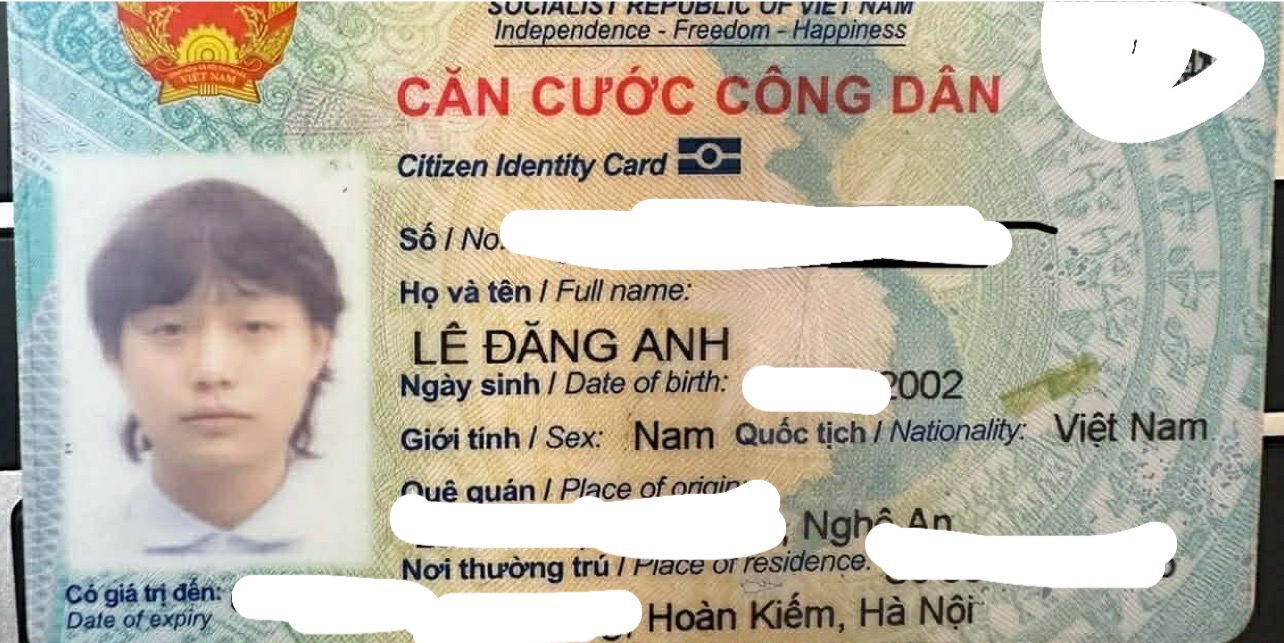 SOCIALIST REPUBLIC OF VIET NAM
Independence - Freedom - Happiness
VIỆT NAM
CĂN CƯỚC CÔNG DÂN
Citizen Identity Card
Số / No.
Họ và tên / Full name:
LÊ ĐĂNG ANH
Ngày sinh / Date of birth: 2002
Giới tính / Sex: Nam Quốc tịch / Nationality: Việt Nam
Quê quán / Place of origin
, Nghệ An
Nơi thường trú / Place of residence:
Có giá trị đến:
Date of expiry
, Hoàn Kiếm, Hà Nội